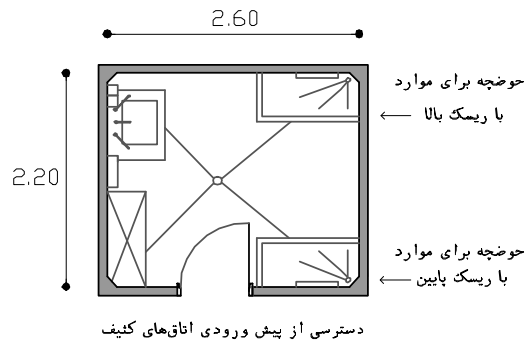 2.60
حوضچه برای موارد
با ریسک بالا
2.20
حوضچه برای موارد
با ریسک پایین
دسترسی از پیش ورودی اتاق‌های کثیف